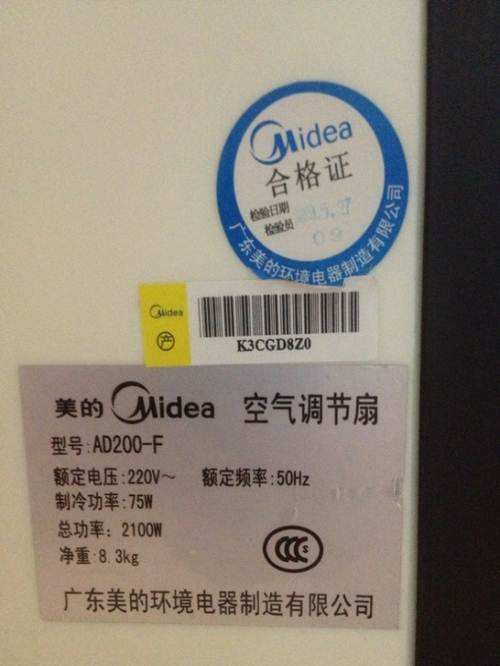 Midea
合格证
检验日期
检验员 09
广东美的环境电器制造有限公司
Midea
产
K3CGD8Z0
美的 Midea 空气调节扇
型号:AD200-F
额定电压:220V～ 额定频率:50Hz
制冷功率:75W
总功率: 2100W
净重:8.3kg
CCC S
广东美的环境电器制造有限公司